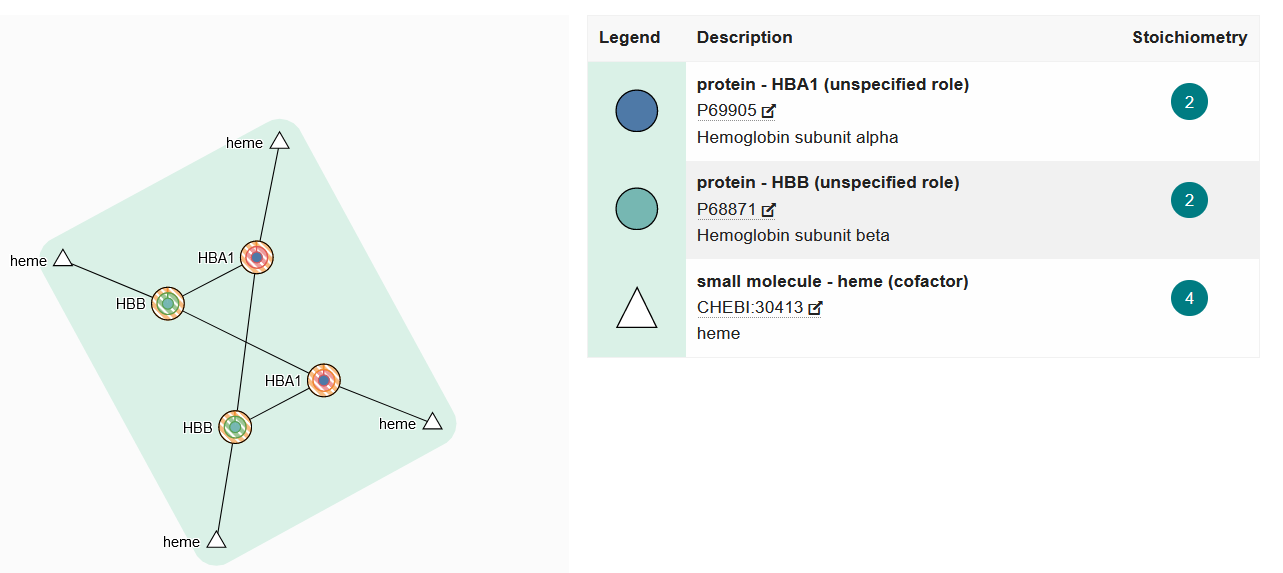 heme
heme
HBA1
HBB
HBA1
HBB
heme
heme
Legend Description Stoichiometry
protein - HBA1 (unspecified role)
P69905
Hemoglobin subunit alpha
2
protein - HBB (unspecified role)
P68871
Hemoglobin subunit beta
2
small molecule - heme (cofactor)
CHEBI:30413
heme
4